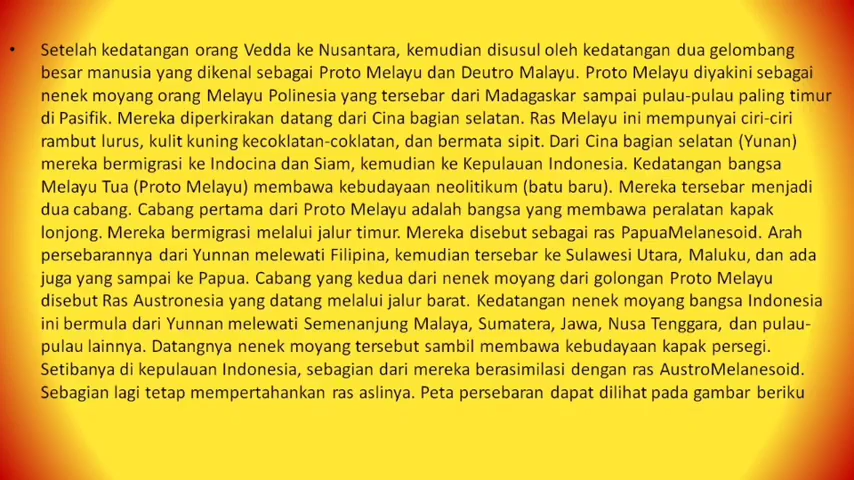 • Setelah kedatangan orang Vedda ke Nusantara, kemudian disusul oleh kedatangan dua gelombang
besar manusia yang dikenal sebagai Proto Melayu dan Deutro Malayu. Proto Melayu diyakini sebagai
nenek moyang orang Melayu Polinesia yang tersebar dari Madagaskar sampai pulau-pulau paling timur
di Pasifik. Mereka diperkirakan datang dari Cina bagian selatan. Ras Melayu ini mempunyai ciri-ciri
rambut lurus, kulit kuning kecoklatan-coklatan, dan bermata sipit. Dari Cina bagian selatan (Yunan)
mereka bermigrasi ke Indocina dan Siam, kemudian ke Kepulauan Indonesia. Kedatangan bangsa
Melayu Tua (Proto Melayu) membawa kebudayaan neolitikum (batu baru). Mereka tersebar menjadi
dua cabang. Cabang pertama dari Proto Melayu adalah bangsa yang membawa peralatan kapak
lonjong. Mereka bermigrasi melalui jalur timur. Mereka disebut sebagai ras PapuaMelanesoid. Arah
persebarannya dari Yunnan melewati Filipina, kemudian tersebar ke Sulawesi Utara, Maluku, dan ada
juga yang sampai ke Papua. Cabang yang kedua dari nenek moyang dari golongan Proto Melayu
disebut Ras Austronesia yang datang melalui jalur barat. Kedatangan nenek moyang bangsa Indonesia
ini bermula dari Yunnan melewati Semenanjung Malaya, Sumatera, Jawa, Nusa Tenggara, dan pulau-
pulau lainnya. Datangnya nenek moyang tersebut sambil membawa kebudayaan kapak persegi.
Setibanya di kepulauan Indonesia, sebagian dari mereka berasimilasi dengan ras AustroMelanesoid.
Sebagian lagi tetap mempertahankan ras aslinya. Peta persebaran dapat dilihat pada gambar beriku